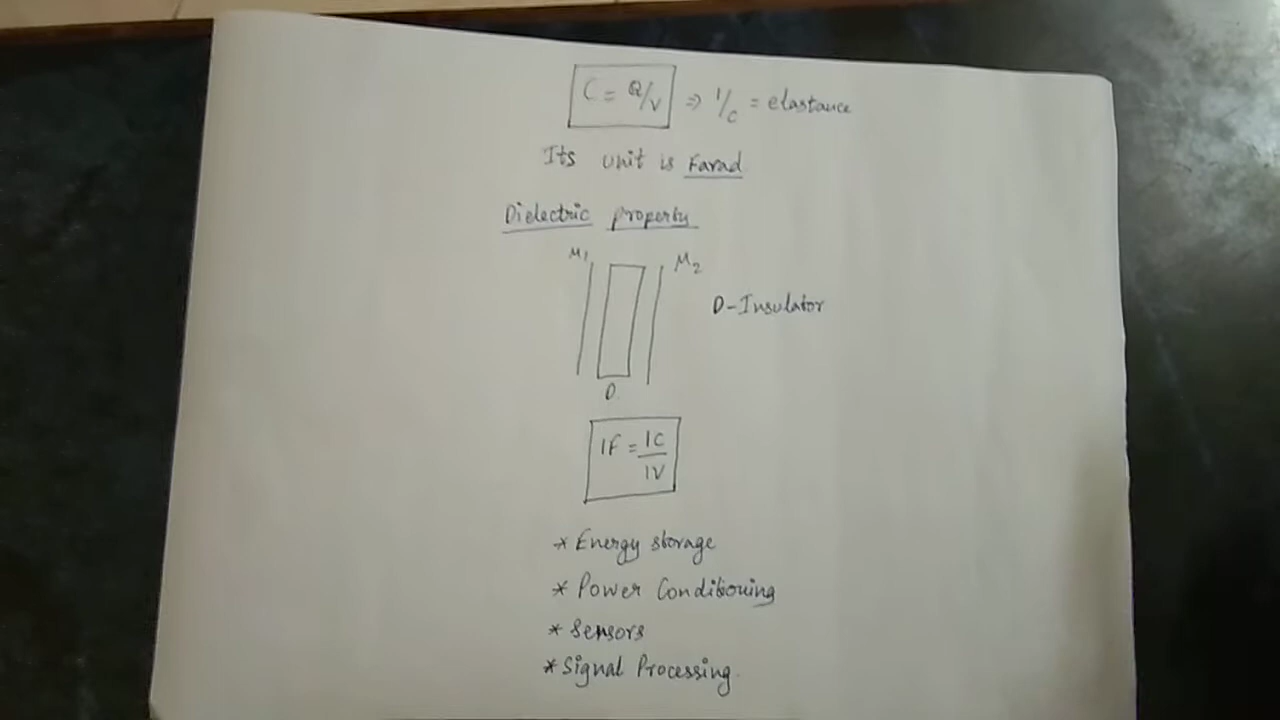 C = Q/V ⇒ 1/C = elastance
Its unit is Farad
Dielectric property
M1 M2
D-Insulator
D
1F = 1C/1V
* Energy storage
* Power Conditioning
* Sensors
* Signal Processing.